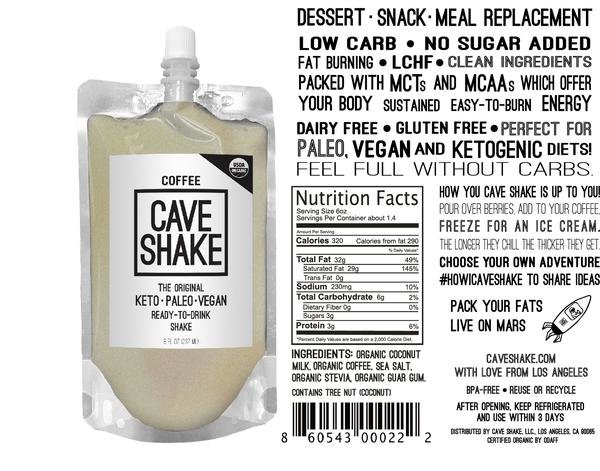 USDA
ORGANIC
COFFEE
CAVE
SHAKE
THE ORIGINAL
KETO · PALEO · VEGAN
READY-TO-DRINK
SHAKE
8 FL OZ (237 ML)
DESSERT · SNACK · MEAL REPLACEMENT
LOW CARB • NO SUGAR ADDED
FAT BURNING • LCHF • CLEAN INGREDIENTS
PACKED WITH MCTs AND MCAAs WHICH OFFER
YOUR BODY SUSTAINED EASY-TO-BURN ENERGY
DAIRY FREE • GLUTEN FREE • PERFECT FOR
PALEO, VEGAN AND KETOGENIC DIETS!
FEEL FULL WITHOUT CARBS.
Nutrition Facts
Serving Size 6oz
Servings Per Container about 1.4
Amount Per Serving
Calories 320 Calories from fat 290
% Daily Values*
Total Fat 32g 49%
Saturated Fat 29g 145%
Trans Fat 0g
Sodium 230mg 10%
Total Carbohydrate 6g 2%
Dietary Fiber 0g 0%
Sugars 3g
Protein 3g 6%
*Percent Daily Values are based on a 2,000 Calorie Diet.
INGREDIENTS: ORGANIC COCONUT
MILK, ORGANIC COFFEE, SEA SALT,
ORGANIC STEVIA, ORGANIC GUAR GUM.
CONTAINS TREE NUT (COCONUT)
8 60543 00022 2
HOW YOU CAVE SHAKE IS UP TO YOU!
POUR OVER BERRIES, ADD TO YOUR COFFEE,
FREEZE FOR AN ICE CREAM.
THE LONGER THEY CHILL THE THICKER THEY GET.
CHOOSE YOUR OWN ADVENTURE
#HOWICAVESHAKE TO SHARE IDEAS
PACK YOUR FATS
LIVE ON MARS
CAVESHAKE.COM
WITH LOVE FROM LOS ANGELES
BPA-FREE • REUSE OR RECYCLE
AFTER OPENING, KEEP REFRIGERATED
AND USE WITHIN 3 DAYS
DISTRIBUTED BY CAVE SHAKE, LLC., LOS ANGELES, CA 90065
CERTIFIED ORGANIC BY ODAFF